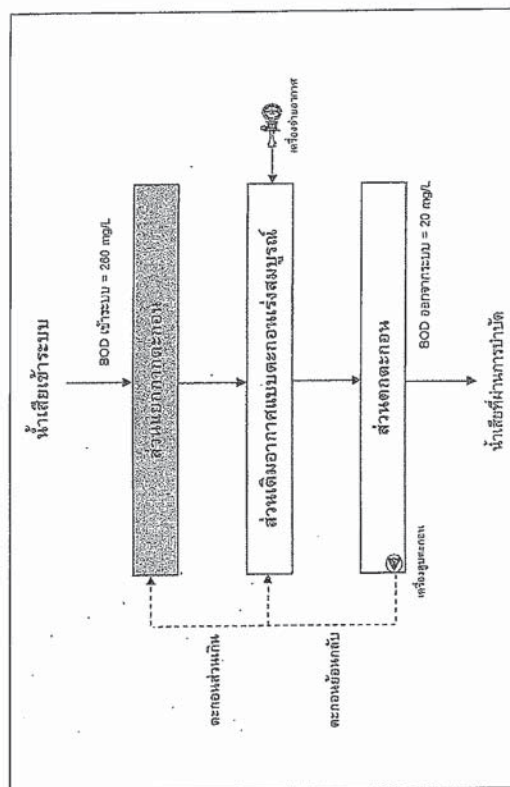 น้ำเสียเข้าระบบ
BOD เข้าระบบ = 260 mg/L
ส่วนแยกกากตะกอน
ส่วนเติมอากาศแบบตะกอนเร่งสมบูรณ์
เครื่องจ่ายอากาศ
ส่วนตกตะกอน
เครื่องสูบตะกอน
BOD ออกจากระบบ = 20 mg/L
น้ำเสียที่ผ่านการบำบัด
ตะกอนส่วนเกิน
ตะกอนย้อนกลับ